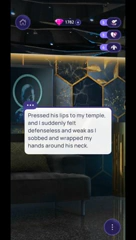 1782
Pressed his lips to my temple,
and I suddenly felt
defenseless and weak as I
sobbed and wrapped my
hands around his neck.